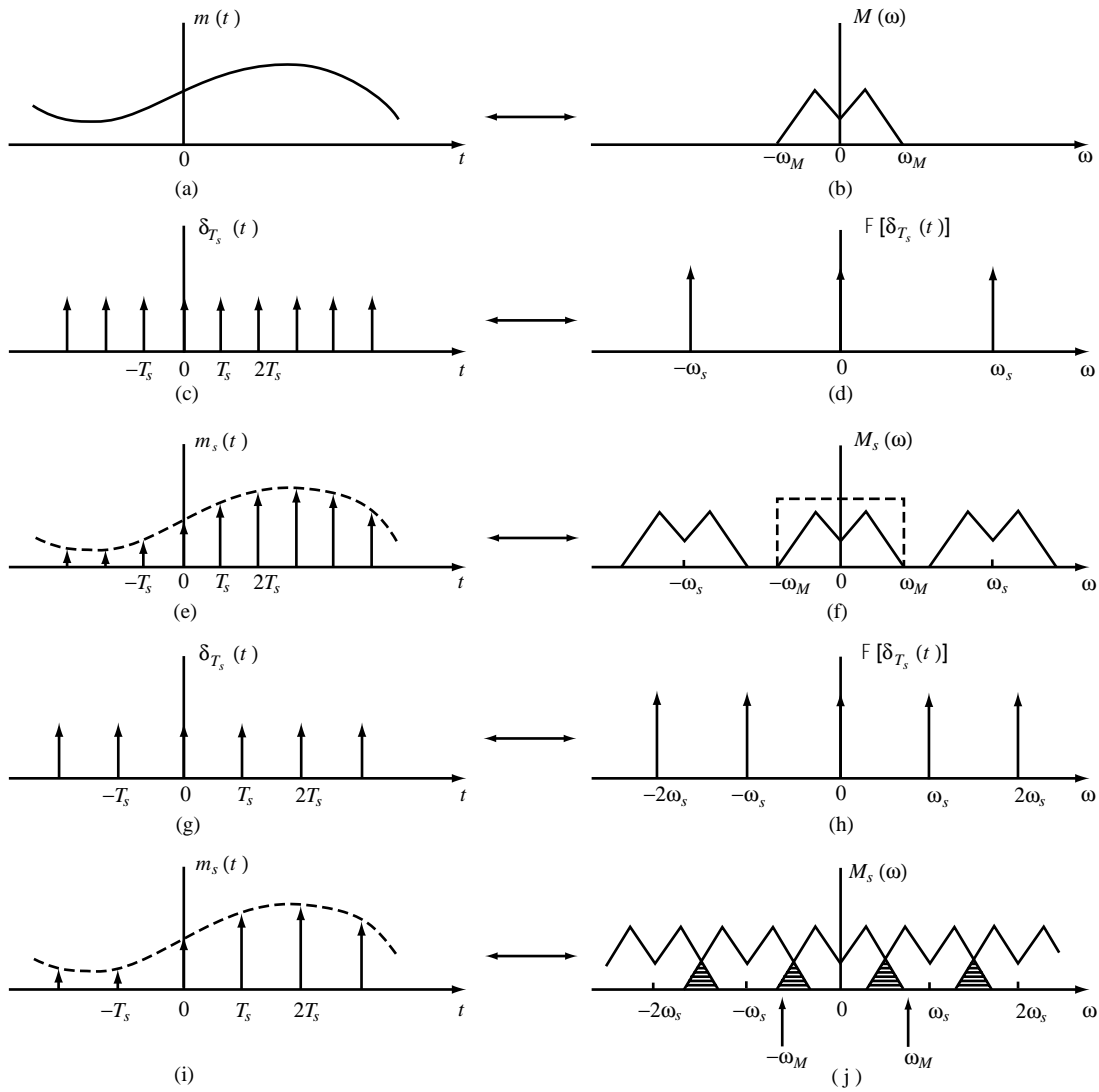 m (t) M (ω)
0 t −ω_M 0 ω_M ω
(a) (b)
δ_{T_s} (t) F [δ_{T_s} (t)]
−T_s 0 T_s 2T_s t −ω_s 0 ω_s ω
(c) (d)
m_s (t) M_s (ω)
−T_s 0 T_s 2T_s t −ω_s −ω_M 0 ω_M ω_s ω
(e) (f)
δ_{T_s} (t) F [δ_{T_s} (t)]
−T_s 0 T_s 2T_s t −2ω_s −ω_s 0 ω_s 2ω_s ω
(g) (h)
m_s (t) M_s (ω)
−T_s 0 T_s 2T_s t −2ω_s −ω_s 0 ω_s 2ω_s ω
−ω_M ω_M
(i) (j)